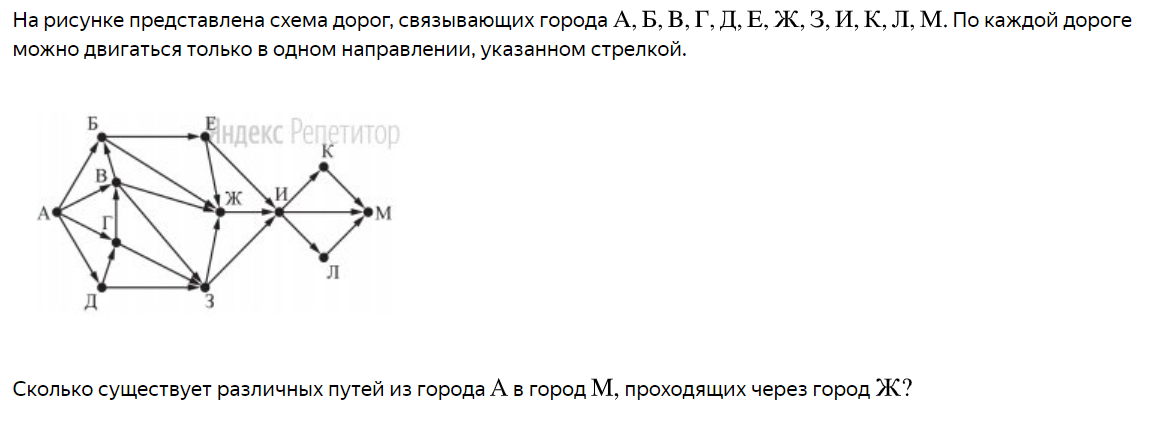 На рисунке представлена схема дорог, связывающих города А, Б, В, Г, Д, Е, Ж, З, И, К, Л, М. По каждой дороге
можно двигаться только в одном направлении, указанном стрелкой.
Б
Е
Яндекс Репетитор
К
В
Ж
И
А
Г
М
Л
Д
З
Сколько существует различных путей из города А в город М, проходящих через город Ж?